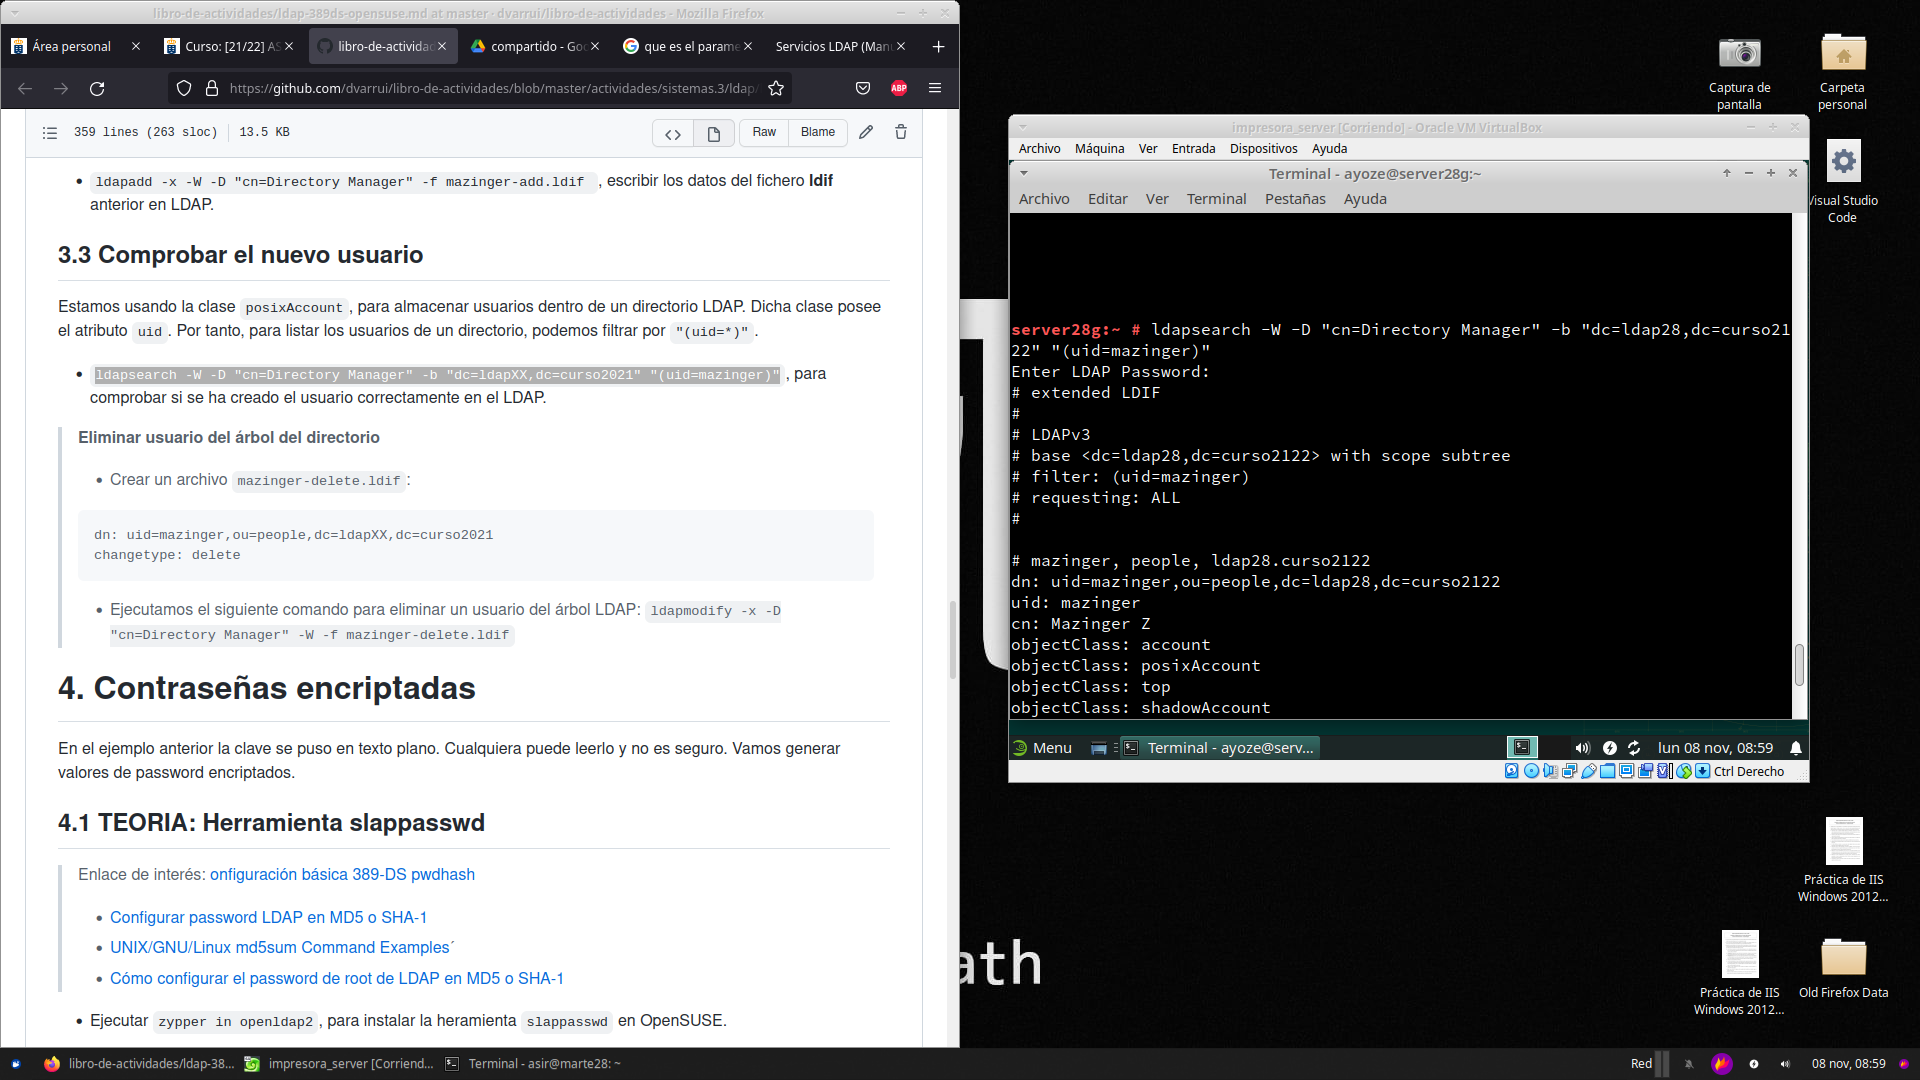 libro-de-actividades/ldap-389ds-opensuse.md at master · dvarrui/libro-de-actividades - Mozilla Firefox
Área personal
Curso: [21/22] AS
libro-de-actividad
compartido - Goo
que es el parame
Servicios LDAP (Manu
https://github.com/dvarrui/libro-de-actividades/blob/master/actividades/sistemas.3/ldap/
ABP
359 lines (263 sloc) 13.5 KB
Raw
Blame
ldapadd -x -W -D "cn=Directory Manager" -f mazinger-add.ldif , escribir los datos del fichero ldif
anterior en LDAP.
3.3 Comprobar el nuevo usuario
Estamos usando la clase posixAccount, para almacenar usuarios dentro de un directorio LDAP. Dicha clase posee
el atributo uid. Por tanto, para listar los usuarios de un directorio, podemos filtrar por "(uid=*)".
ldapsearch -W -D "cn=Directory Manager" -b "dc=ldapXX,dc=curso2021" "(uid=mazinger)", para
comprobar si se ha creado el usuario correctamente en el LDAP.
Eliminar usuario del árbol del directorio
Crear un archivo mazinger-delete.ldif:
dn: uid=mazinger,ou=people,dc=ldapXX,dc=curso2021
changetype: delete
Ejecutamos el siguiente comando para eliminar un usuario del árbol LDAP: ldapmodify -x -D
"cn=Directory Manager" -W -f mazinger-delete.ldif
4. Contraseñas encriptadas
En el ejemplo anterior la clave se puso en texto plano. Cualquiera puede leerlo y no es seguro. Vamos generar
valores de password encriptados.
4.1 TEORIA: Herramienta slappasswd
Enlace de interés: onfiguración básica 389-DS pwdhash
Configurar password LDAP en MD5 o SHA-1
UNIX/GNU/Linux md5sum Command Examples´
Cómo configurar el password de root de LDAP en MD5 o SHA-1
Ejecutar zypper in openldap2, para instalar la heramienta slappasswd en OpenSUSE.
impresora_server [Corriendo] - Oracle VM VirtualBox
Archivo Máquina Ver Entrada Dispositivos Ayuda
Terminal - ayoze@server28g:~
Archivo Editar Ver Terminal Pestañas Ayuda
server28g:~ # ldapsearch -W -D "cn=Directory Manager" -b "dc=ldap28,dc=curso21
22" "(uid=mazinger)"
Enter LDAP Password:
# extended LDIF
#
# LDAPv3
# base <dc=ldap28,dc=curso2122> with scope subtree
# filter: (uid=mazinger)
# requesting: ALL
#
# mazinger, people, ldap28.curso2122
dn: uid=mazinger,ou=people,dc=ldap28,dc=curso2122
uid: mazinger
cn: Mazinger Z
objectClass: account
objectClass: posixAccount
objectClass: top
objectClass: shadowAccount
Menu
Terminal - ayoze@serv...
lun 08 nov, 08:59
Ctrl Derecho
Captura de
pantalla
Carpeta
personal
Visual Studio
Code
Práctica de IIS
Windows 2012...
Práctica de IIS
Windows 2012...
Old Firefox Data
ath
libro-de-actividades/ldap-38...
impresora_server [Corriend...
Terminal - asir@marte28: ~
Red
08 nov, 08:59